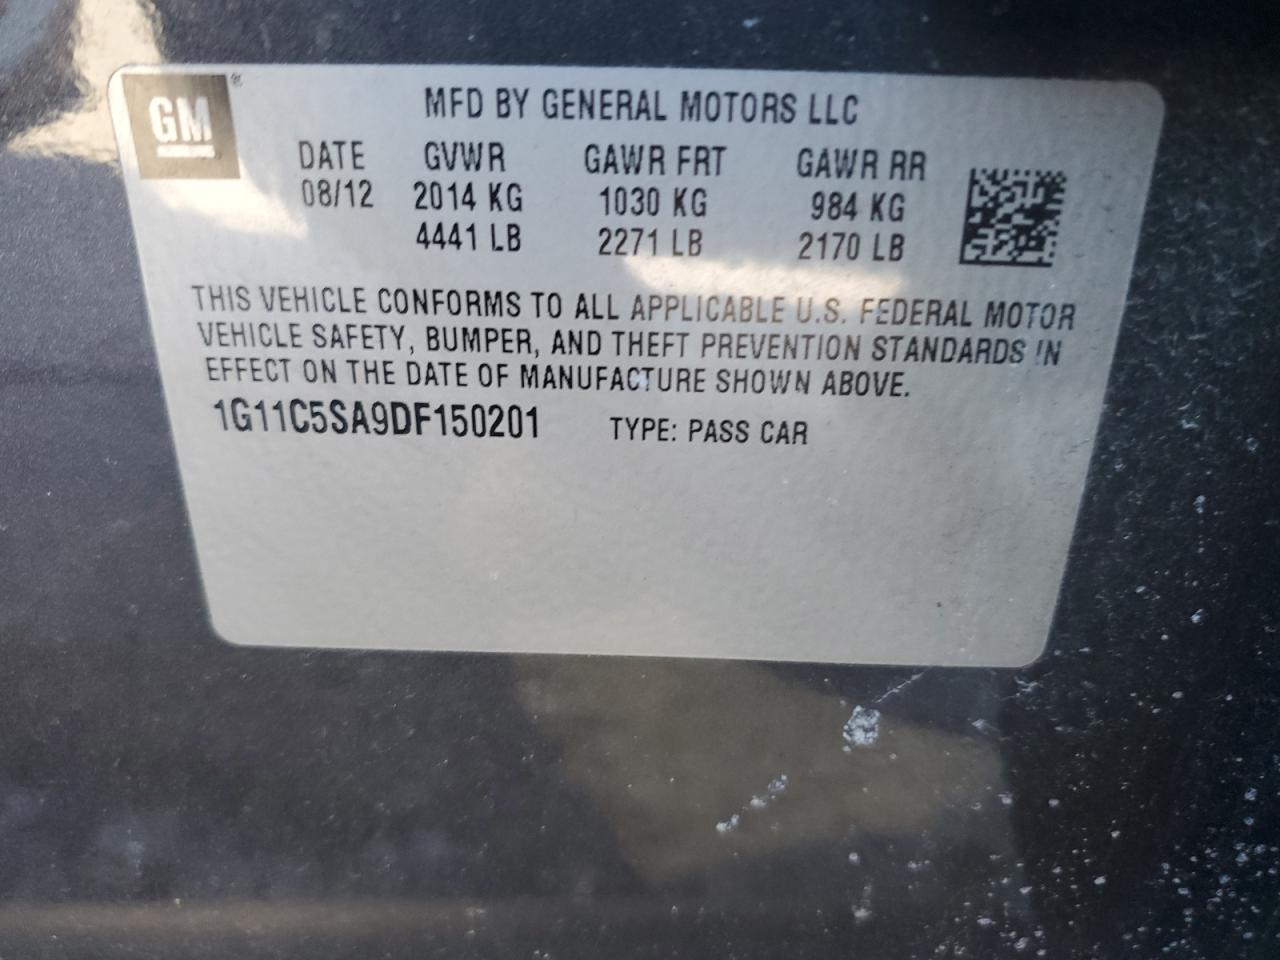 GM ®
MFD BY GENERAL MOTORS LLC
DATE GVWR GAWR FRT GAWR RR
08/12 2014 KG 1030 KG 984 KG
4441 LB 2271 LB 2170 LB
THIS VEHICLE CONFORMS TO ALL APPLICABLE U.S. FEDERAL MOTOR
VEHICLE SAFETY, BUMPER, AND THEFT PREVENTION STANDARDS IN
EFFECT ON THE DATE OF MANUFACTURE SHOWN ABOVE.
1G11C5SA9DF150201 TYPE: PASS CAR